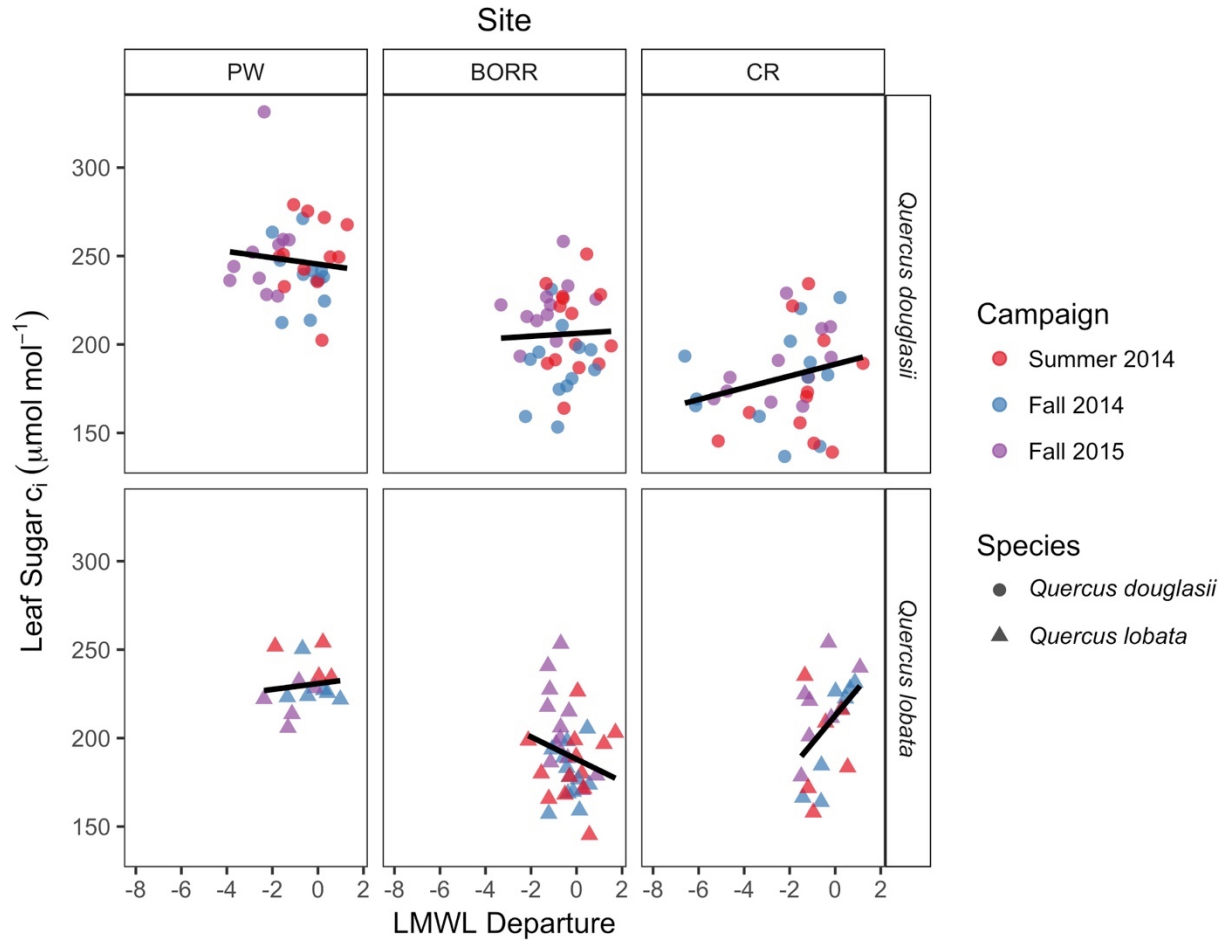 Site
PW
BORR
CR
300
250
200
150
Quercus douglasii
300
250
200
150
Quercus lobata
-8 -6 -4 -2 0 2
-8 -6 -4 -2 0 2
-8 -6 -4 -2 0 2
LMWL Departure
Leaf Sugar cᵢ (μmol mol⁻¹)
Campaign
Summer 2014
Fall 2014
Fall 2015
Species
Quercus douglasii
Quercus lobata